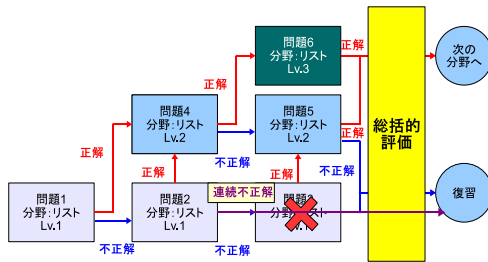 問題6
分野:リスト
Lv.3
正解
次の
分野へ
正解
問題4
分野:リスト
Lv.2
問題5
分野:リスト
Lv.2
総括的
評価
正解
不正解
正解
正解
正解
不正解
連続不正解
復習
問題1
分野:リスト
Lv.1
問題2
分野:リスト
Lv.1
不正解
不正解